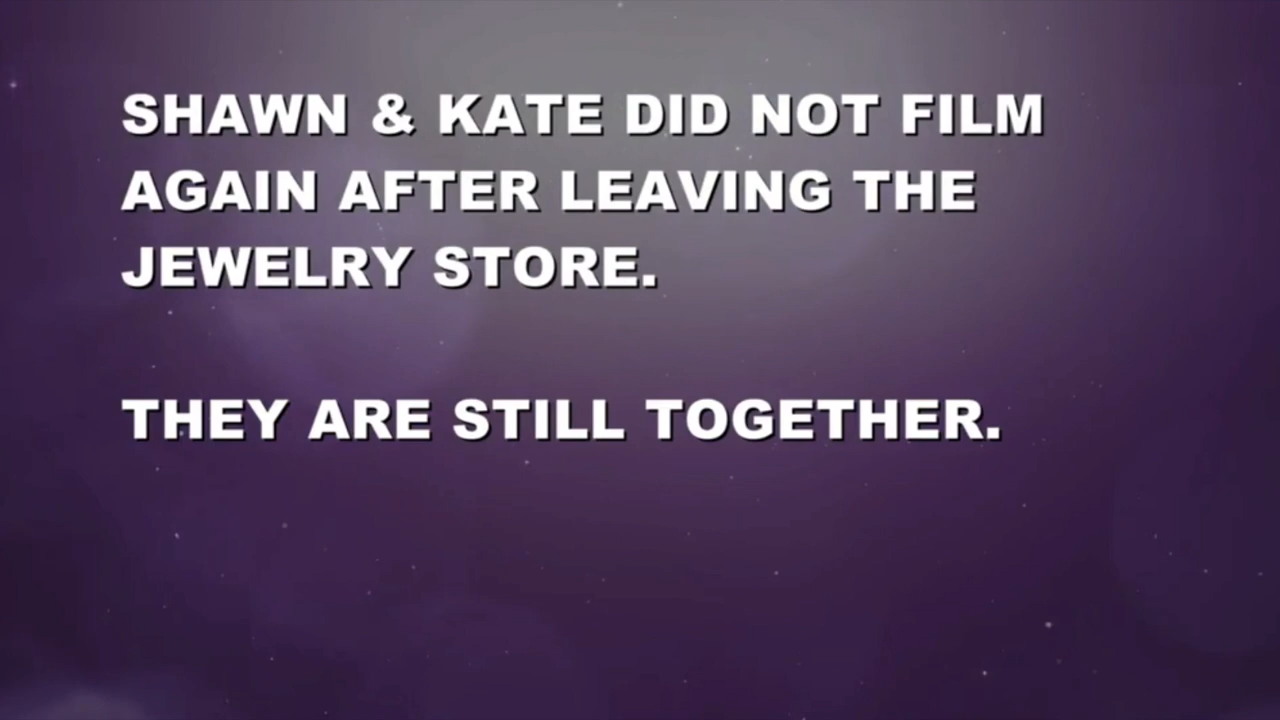 SHAWN & KATE DID NOT FILM
AGAIN AFTER LEAVING THE
JEWELRY STORE.
THEY ARE STILL TOGETHER.